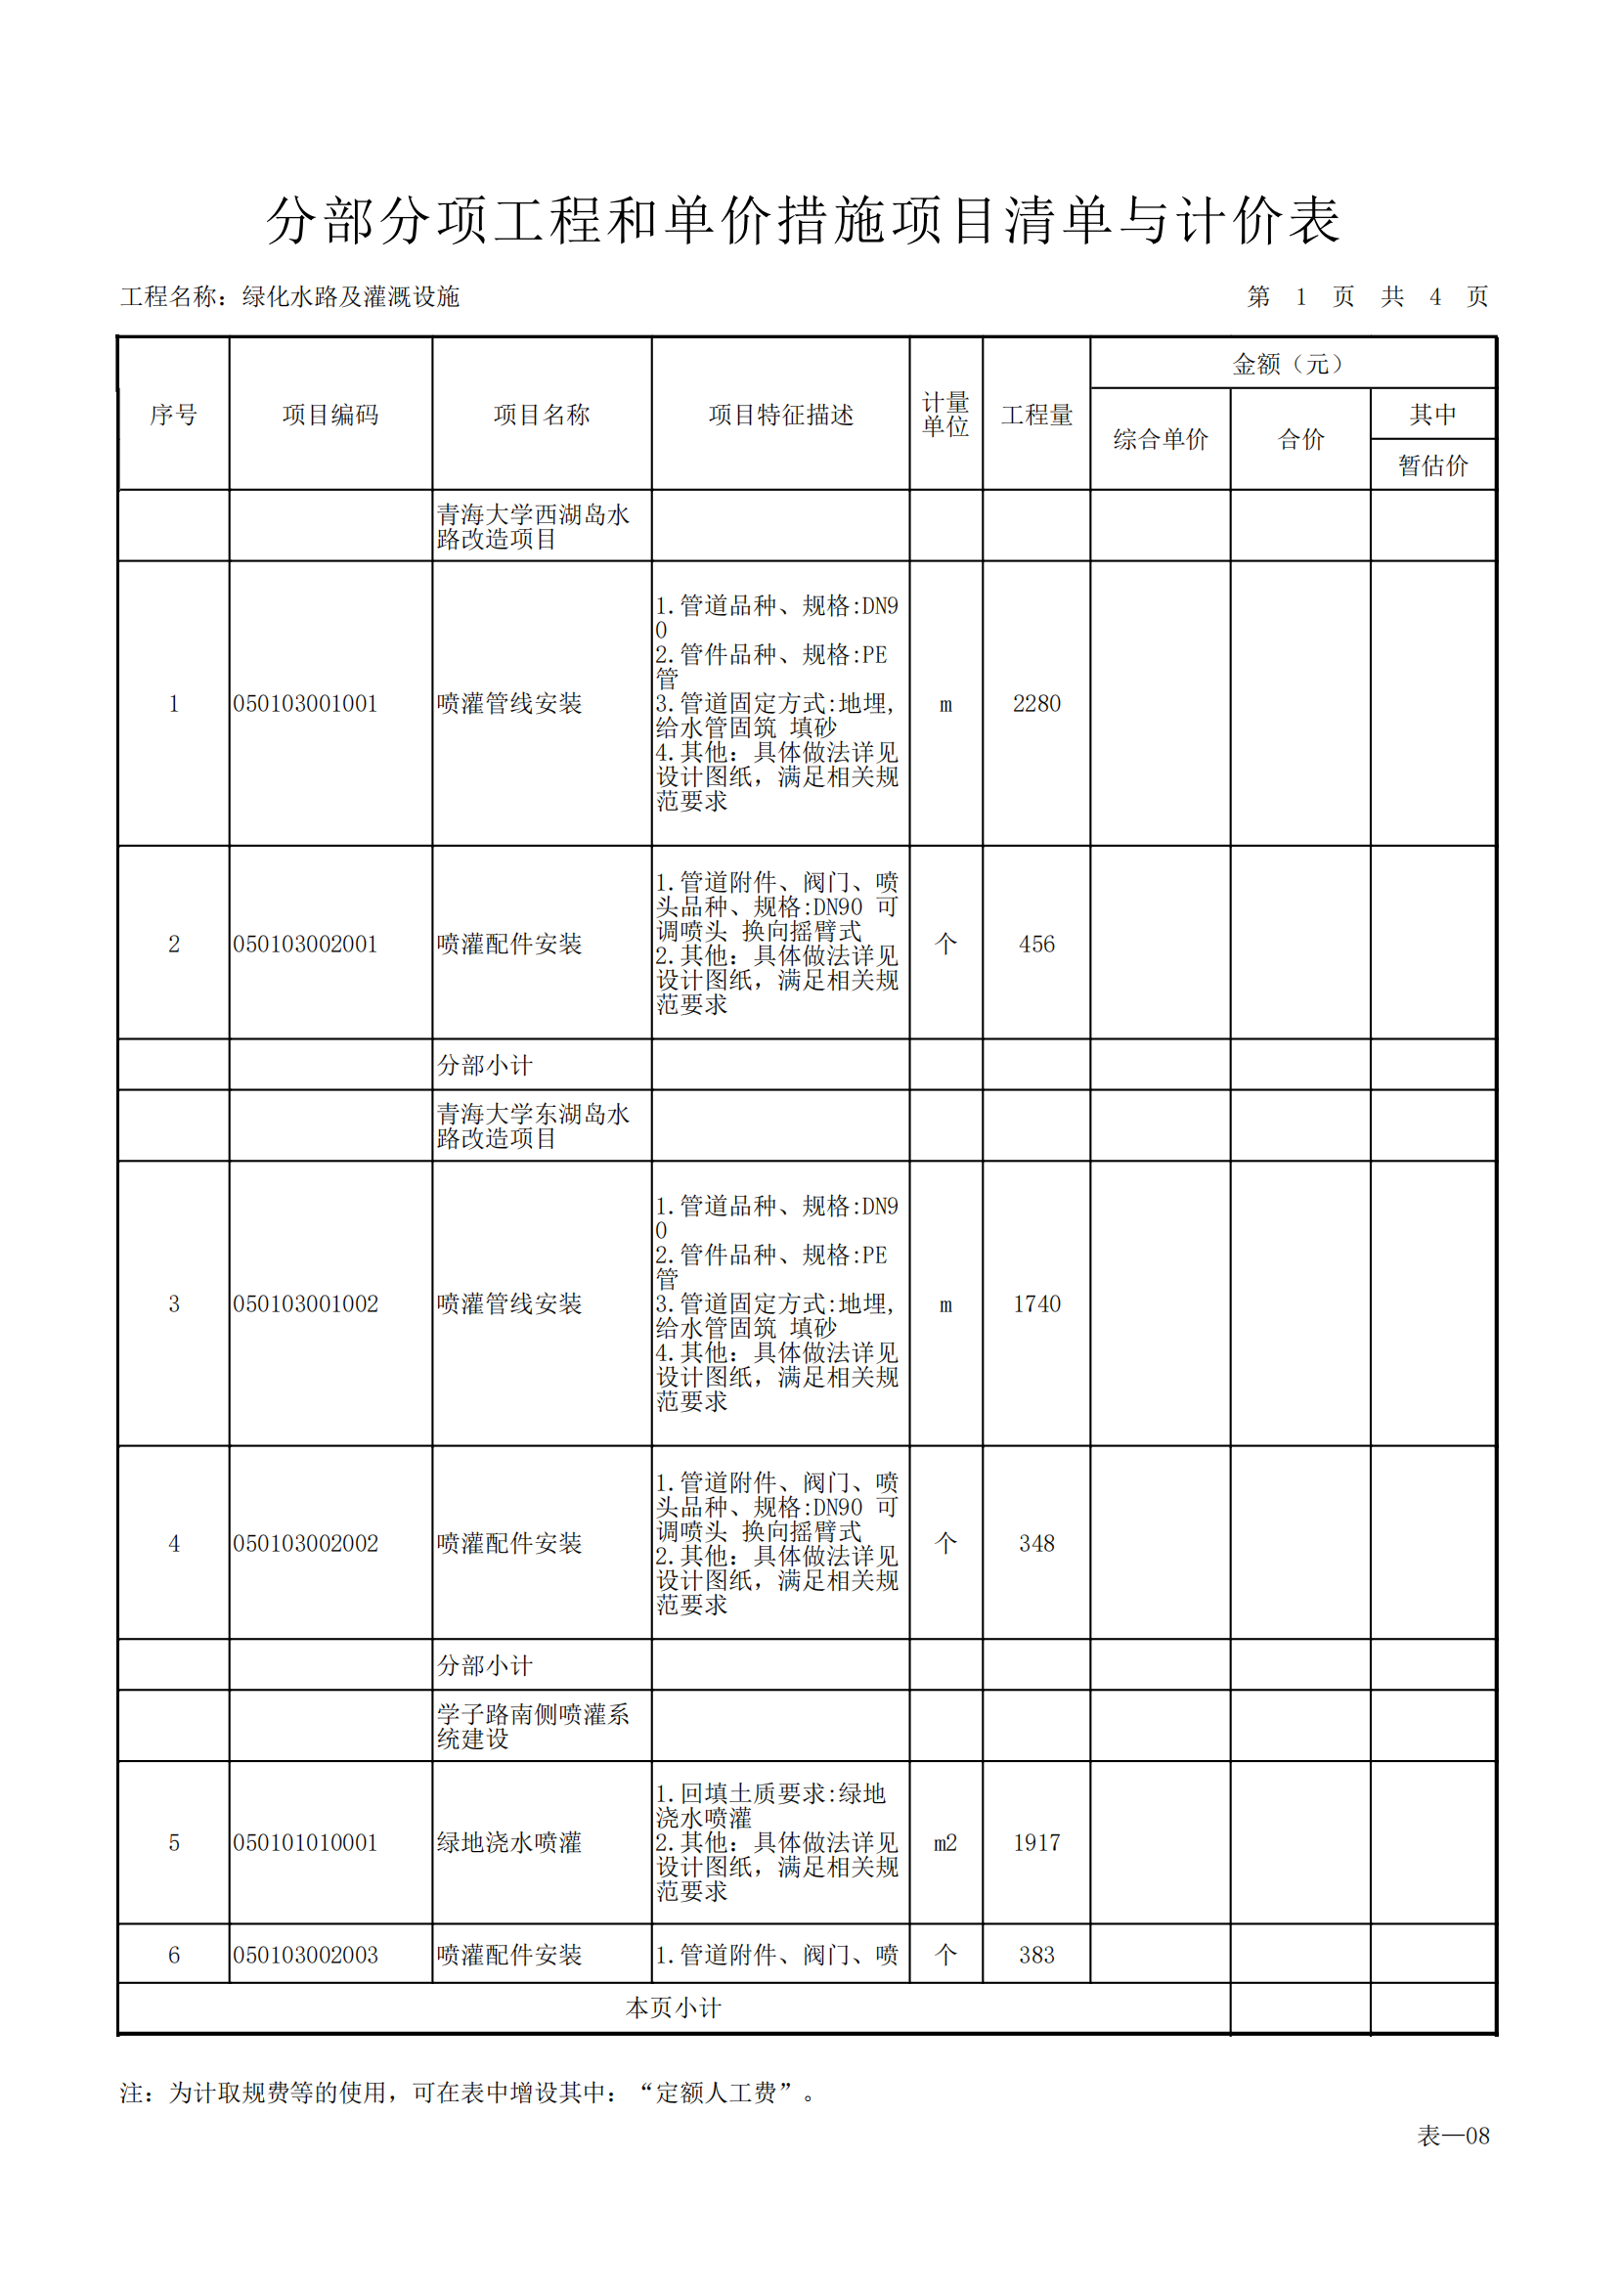 分部分项工程和单价措施项目清单与计价表
工程名称：绿化水路及灌溉设施
第 1 页 共 4 页
序号
项目编码
项目名称
项目特征描述
计量
单位
工程量
金额（元）
综合单价
合价
其中
暂估价
青海大学西湖岛水
路改造项目
1
050103001001
喷灌管线安装
1.管道品种、规格:DN9
0
2.管件品种、规格:PE
管
3.管道固定方式:地埋,
给水管固筑 填砂
4.其他：具体做法详见
设计图纸，满足相关规
范要求
m
2280
2
050103002001
喷灌配件安装
1.管道附件、阀门、喷
头品种、规格:DN90 可
调喷头 换向摇臂式
2.其他：具体做法详见
设计图纸，满足相关规
范要求
个
456
分部小计
青海大学东湖岛水
路改造项目
3
050103001002
喷灌管线安装
1.管道品种、规格:DN9
0
2.管件品种、规格:PE
管
3.管道固定方式:地埋,
给水管固筑 填砂
4.其他：具体做法详见
设计图纸，满足相关规
范要求
m
1740
4
050103002002
喷灌配件安装
1.管道附件、阀门、喷
头品种、规格:DN90 可
调喷头 换向摇臂式
2.其他：具体做法详见
设计图纸，满足相关规
范要求
个
348
分部小计
学子路南侧喷灌系
统建设
5
050101010001
绿地浇水喷灌
1.回填土质要求:绿地
浇水喷灌
2.其他：具体做法详见
设计图纸，满足相关规
范要求
m2
1917
6
050103002003
喷灌配件安装
1.管道附件、阀门、喷
个
383
本页小计
注：为计取规费等的使用，可在表中增设其中：“定额人工费”。
表—08